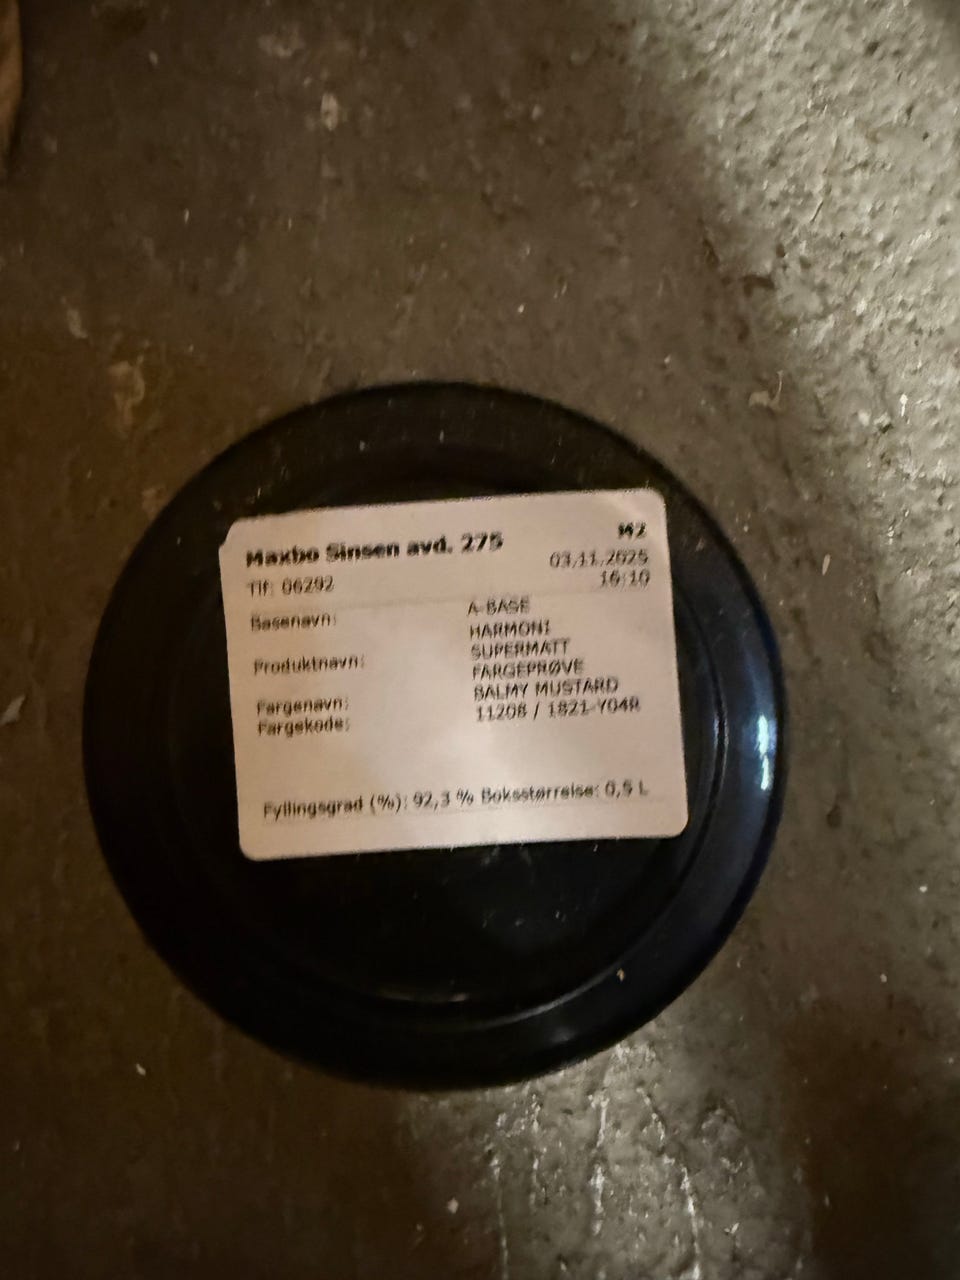 Maxbo Sinsen avd. 275 M2
Tlf: 06292 03.11.2025
16:10
Basenavn: A-BASE
HARMONI
Produktnavn: SUPERMATT
FARGEPRØVE
Fargenavn: BALMY MUSTARD
Fargekode: 11208 / 1821-Y04R
Fyllingsgrad (%): 92,3 % Boksstørrelse: 0,5 L